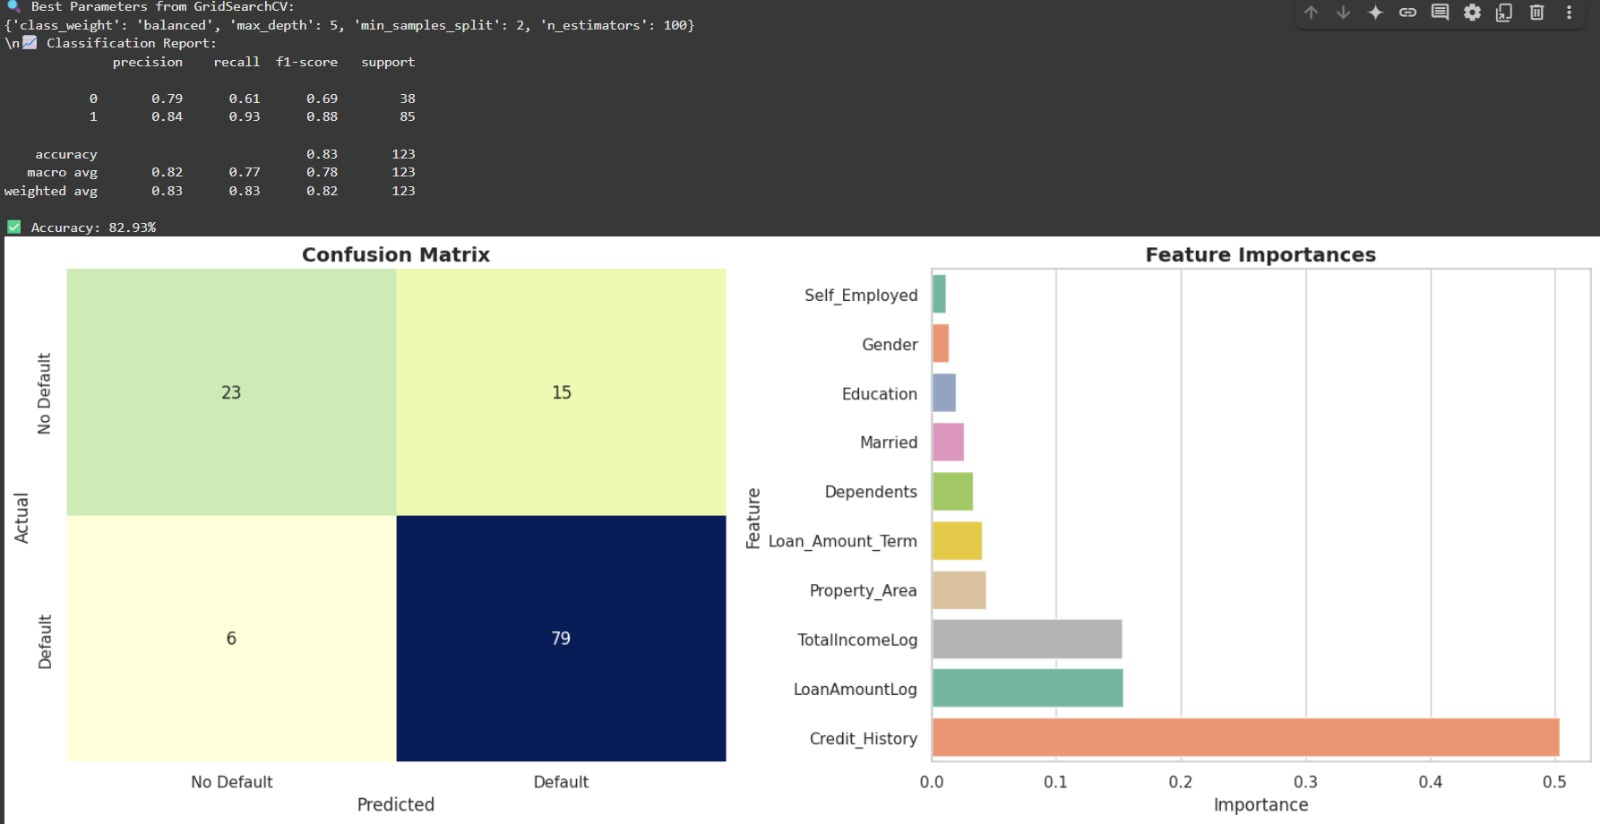 🔍 Best Parameters from GridSearchCV:
{'class_weight': 'balanced', 'max_depth': 5, 'min_samples_split': 2, 'n_estimators': 100}
\n📈 Classification Report:
precision recall f1-score support
0 0.79 0.61 0.69 38
1 0.84 0.93 0.88 85
accuracy 0.83 123
macro avg 0.82 0.77 0.78 123
weighted avg 0.83 0.83 0.82 123
✅ Accuracy: 82.93%
Confusion Matrix
Actual
No Default
23 15
Default
6 79
No Default Default
Predicted
Feature Importances
Feature
Self_Employed
Gender
Education
Married
Dependents
Loan_Amount_Term
Property_Area
TotalIncomeLog
LoanAmountLog
Credit_History
0.0 0.1 0.2 0.3 0.4 0.5
Importance